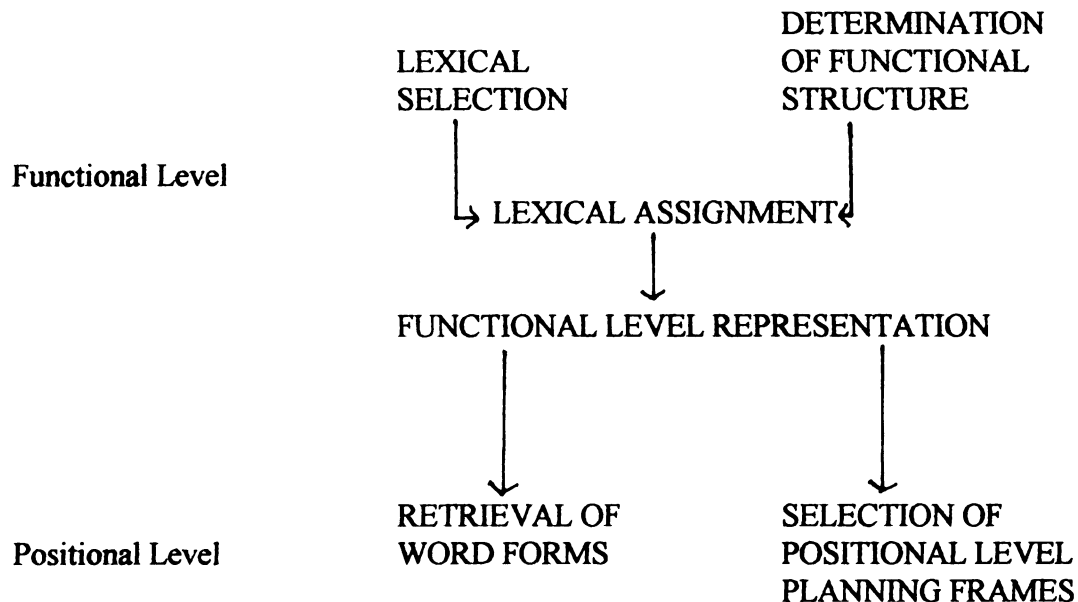 LEXICAL
SELECTION
DETERMINATION
OF FUNCTIONAL
STRUCTURE
Functional Level
LEXICAL ASSIGNMENT
FUNCTIONAL LEVEL REPRESENTATION
Positional Level
RETRIEVAL OF
WORD FORMS
SELECTION OF
POSITIONAL LEVEL
PLANNING FRAMES